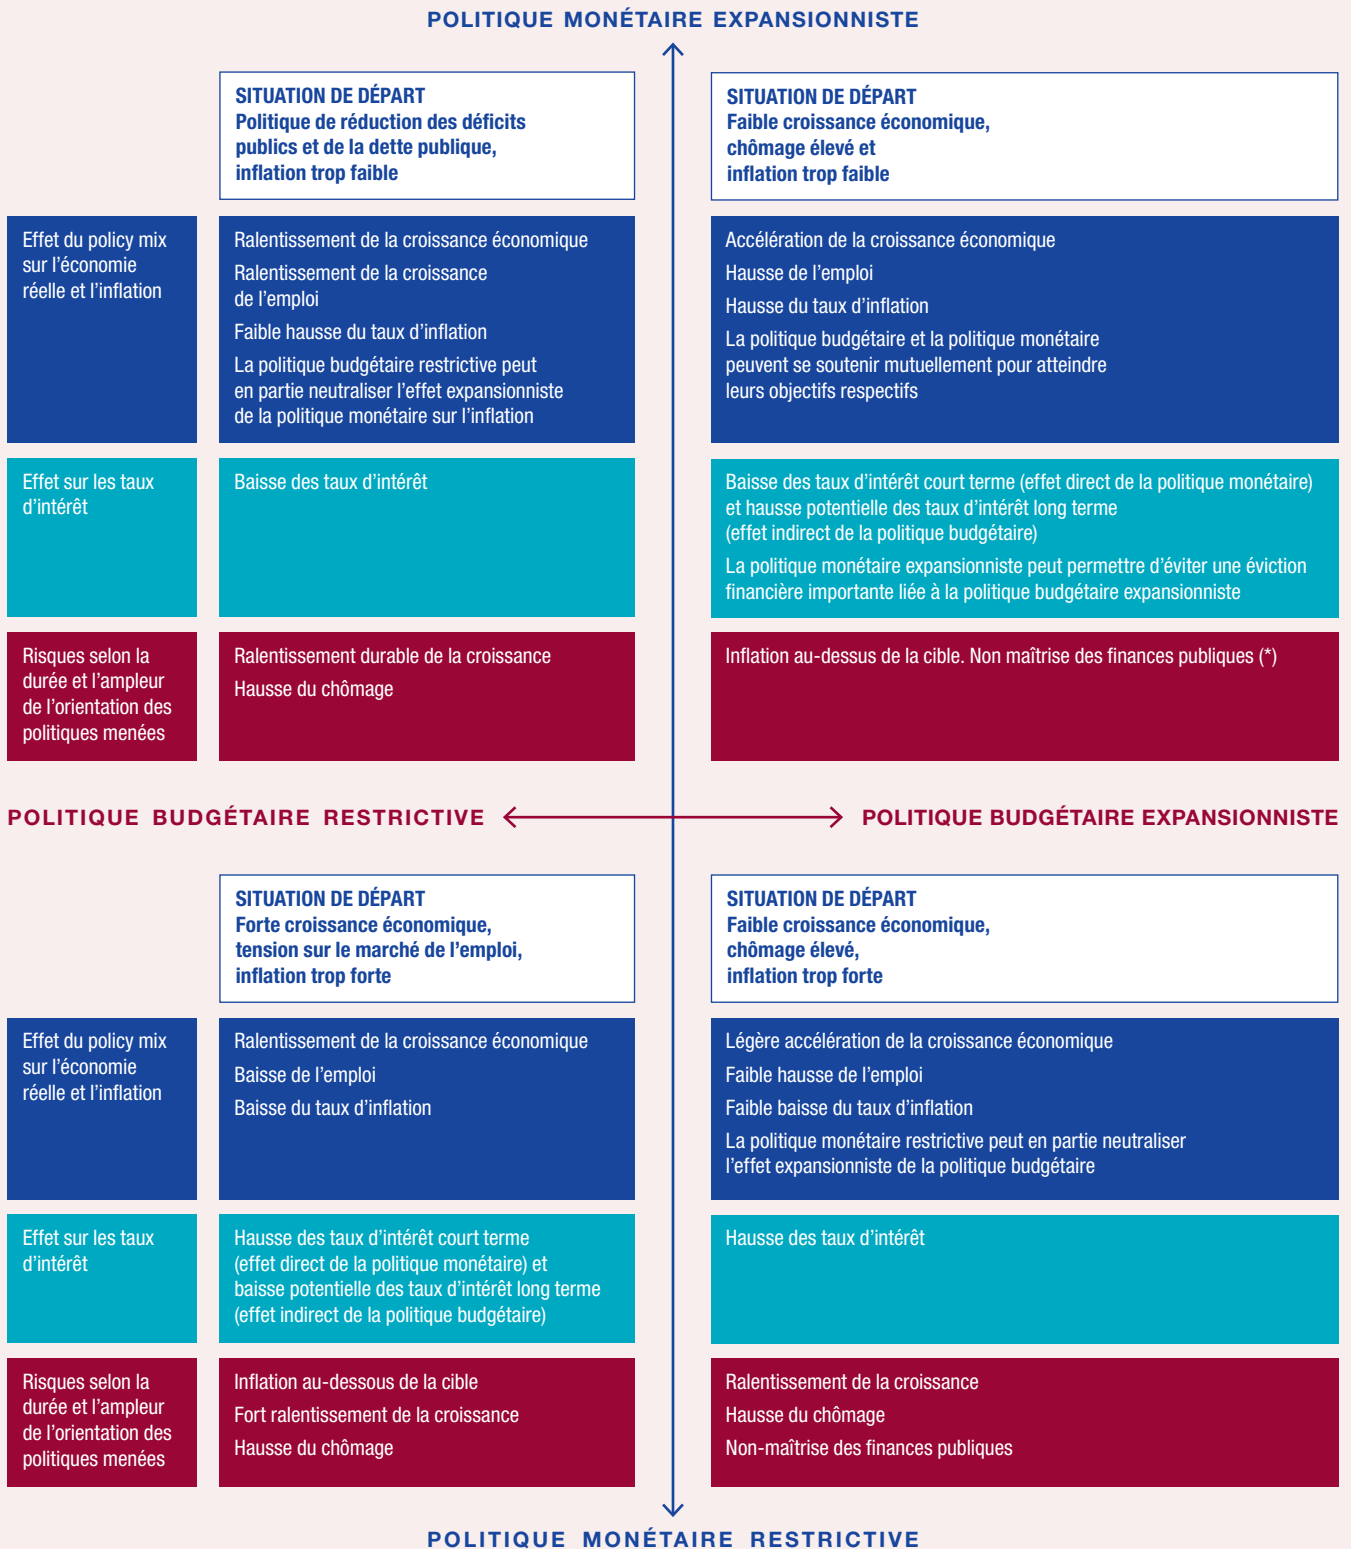 POLITIQUE MONÉTAIRE EXPANSIONNISTE
SITUATION DE DÉPART
Politique de réduction des déficits
publics et de la dette publique,
inflation trop faible
SITUATION DE DÉPART
Faible croissance économique,
chômage élevé et
inflation trop faible
Effet du policy mix
sur l'économie
réelle et l'inflation
Ralentissement de la croissance économique
Ralentissement de la croissance
de l'emploi
Faible hausse du taux d'inflation
La politique budgétaire restrictive peut
en partie neutraliser l'effet expansionniste
de la politique monétaire sur l'inflation
Accélération de la croissance économique
Hausse de l'emploi
Hausse du taux d'inflation
La politique budgétaire et la politique monétaire
peuvent se soutenir mutuellement pour atteindre
leurs objectifs respectifs
Effet sur les taux
d'intérêt
Baisse des taux d'intérêt
Baisse des taux d'intérêt court terme (effet direct de la politique monétaire)
et hausse potentielle des taux d'intérêt long terme
(effet indirect de la politique budgétaire)
La politique monétaire expansionniste peut permettre d'éviter une éviction
financière importante liée à la politique budgétaire expansionniste
Risques selon la
durée et l'ampleur
de l'orientation des
politiques menées
Ralentissement durable de la croissance
Hausse du chômage
Inflation au-dessus de la cible. Non maîtrise des finances publiques (*)
POLITIQUE BUDGÉTAIRE RESTRICTIVE
POLITIQUE BUDGÉTAIRE EXPANSIONNISTE
SITUATION DE DÉPART
Forte croissance économique,
tension sur le marché de l'emploi,
inflation trop forte
SITUATION DE DÉPART
Faible croissance économique,
chômage élevé,
inflation trop forte
Effet du policy mix
sur l'économie
réelle et l'inflation
Ralentissement de la croissance économique
Baisse de l'emploi
Baisse du taux d'inflation
Légère accélération de la croissance économique
Faible hausse de l'emploi
Faible baisse du taux d'inflation
La politique monétaire restrictive peut en partie neutraliser
l'effet expansionniste de la politique budgétaire
Effet sur les taux
d'intérêt
Hausse des taux d'intérêt court terme
(effet direct de la politique monétaire) et
baisse potentielle des taux d'intérêt long terme
(effet indirect de la politique budgétaire)
Hausse des taux d'intérêt
Risques selon la
durée et l'ampleur
de l'orientation des
politiques menées
Inflation au-dessous de la cible
Fort ralentissement de la croissance
Hausse du chômage
Ralentissement de la croissance
Hausse du chômage
Non-maîtrise des finances publiques
POLITIQUE MONÉTAIRE RESTRICTIVE